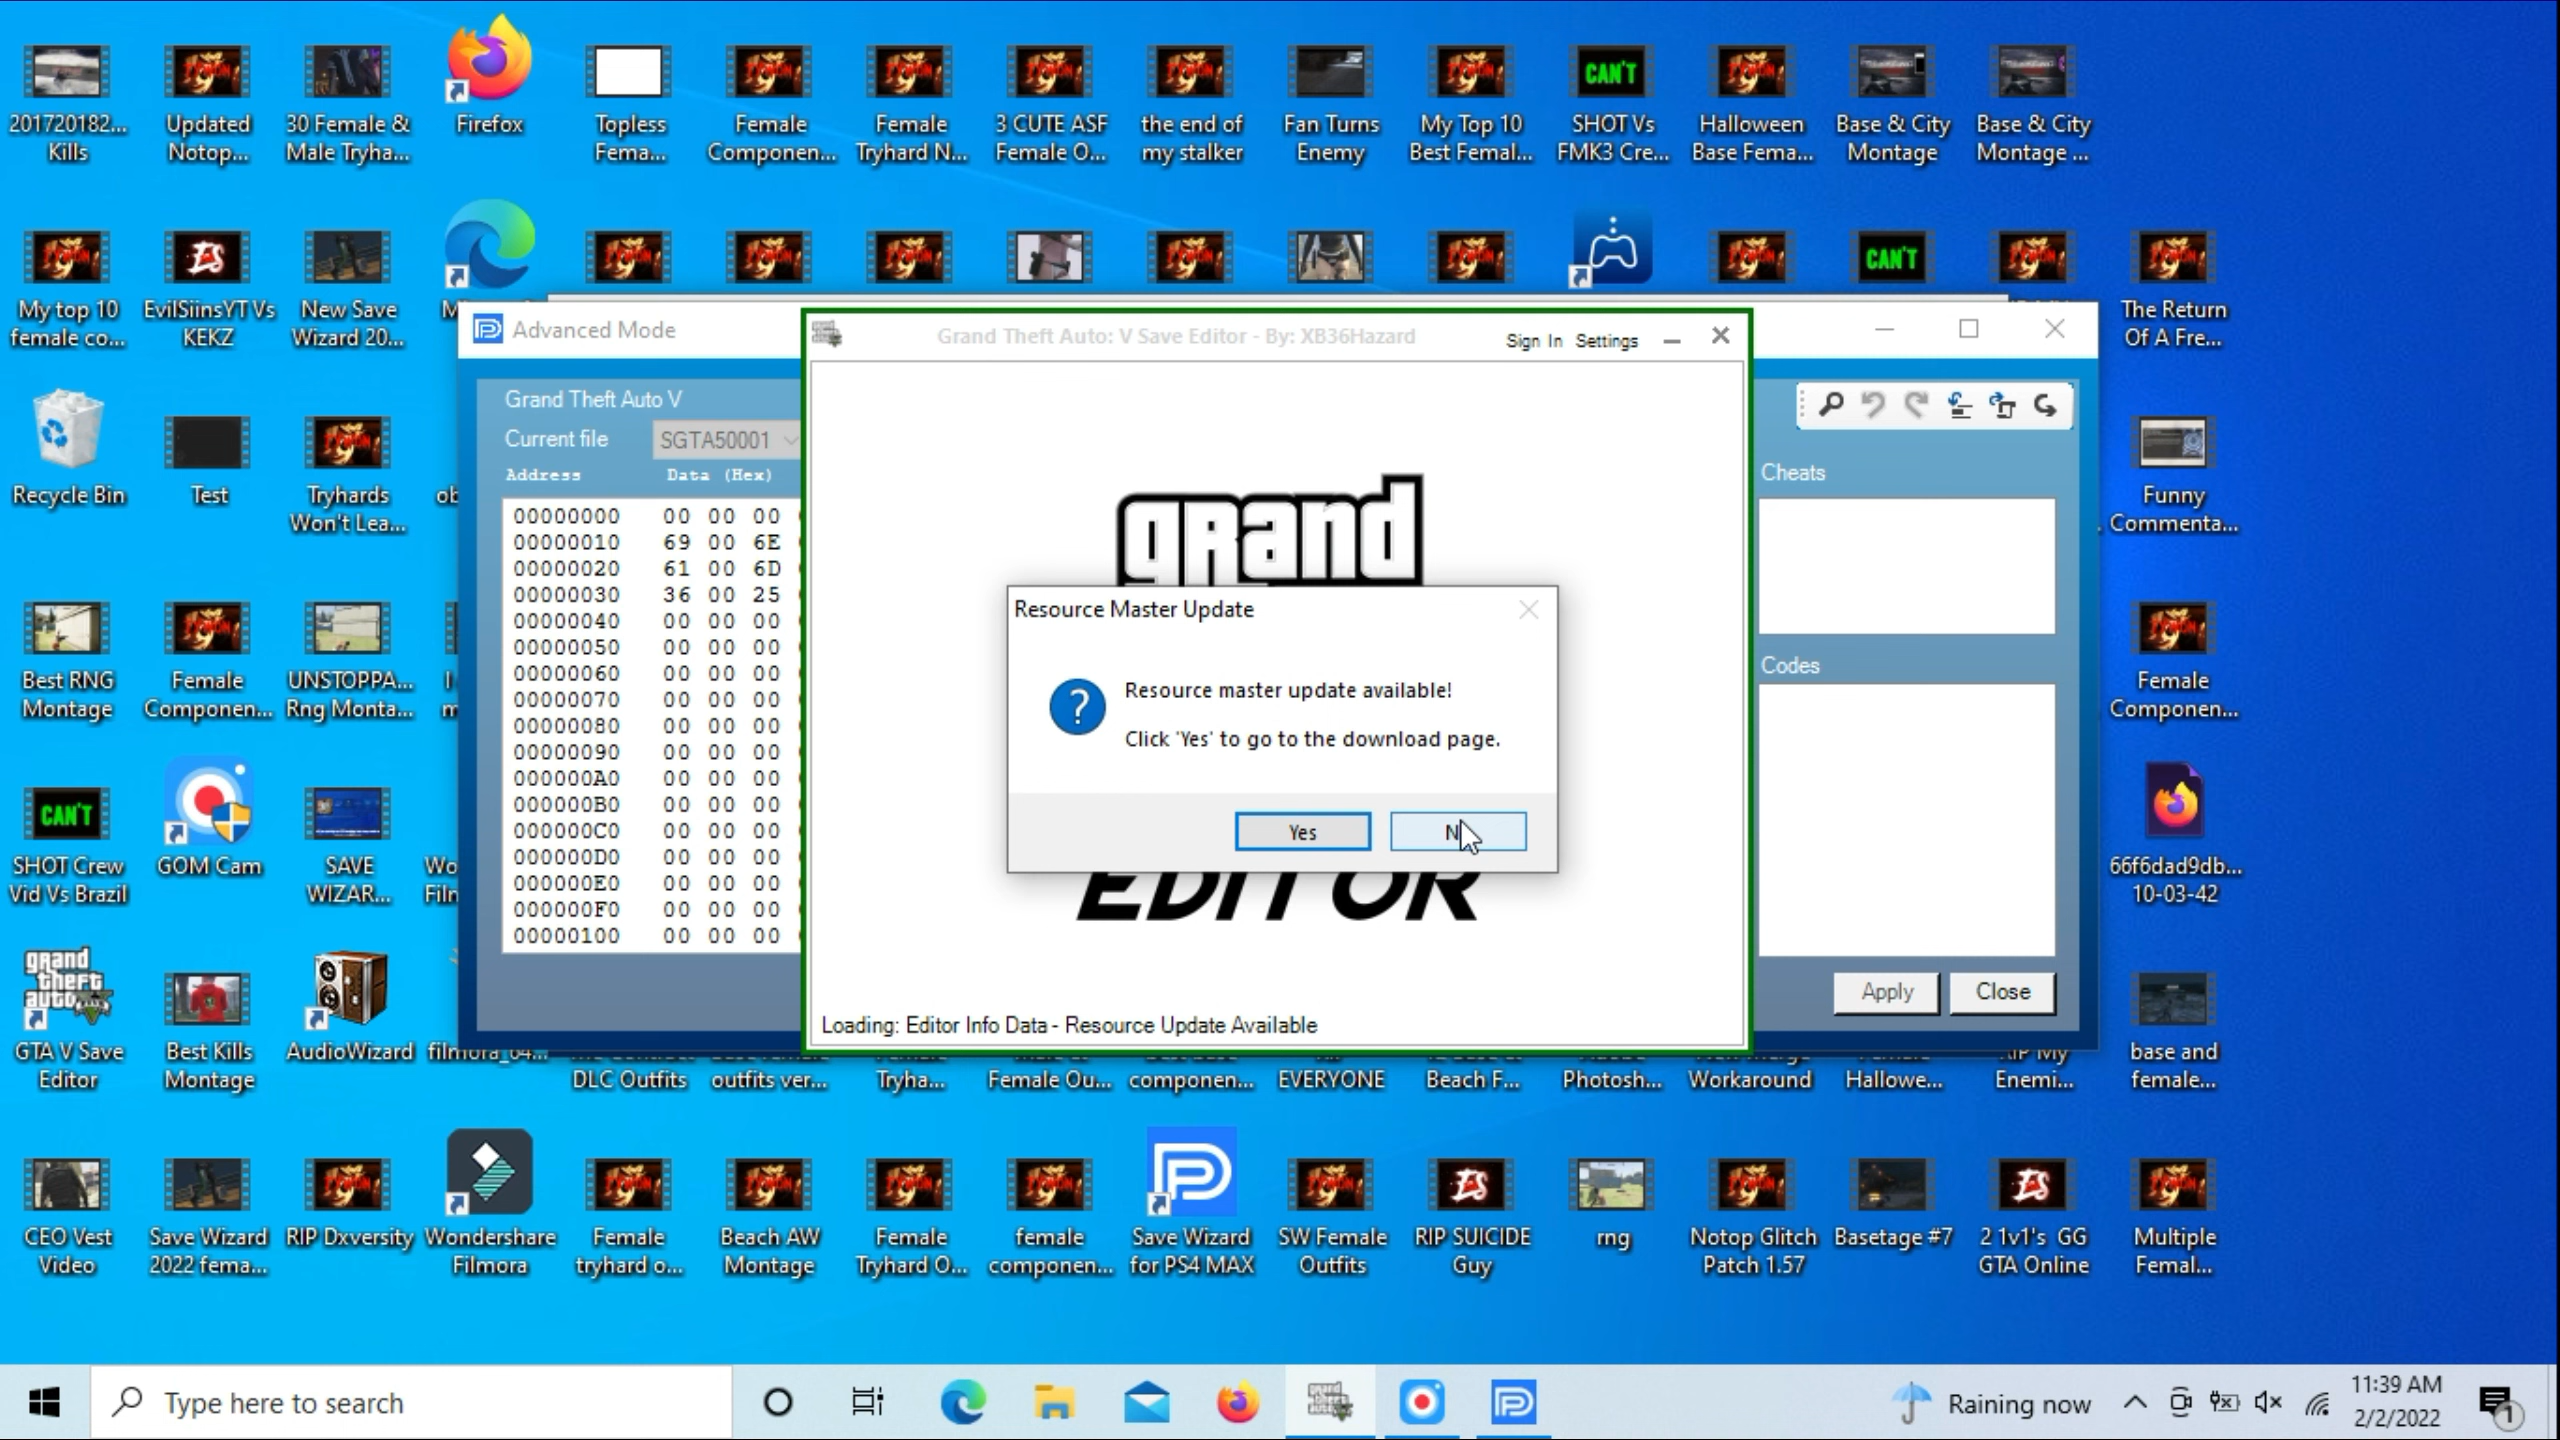 201720182...
Kills
Updated
Notop...
30 Female &
Male Tryha...
Firefox
Topless
Fema...
Female
Componen...
Female
Tryhard N...
3 CUTE ASF
Female O...
the end of
my stalker
Fan Turns
Enemy
My Top 10
Best Femal...
CAN'T
SHOT Vs
FMK3 Cre...
Halloween
Base Fema...
Base & City
Montage
Base & City
Montage ...
My top 10
female co...
EvilSiinsYT Vs
KEKZ
New Save
Wizard 20...
CAN'T
The Return
Of A Fre...
Advanced Mode
Grand Theft Auto: V Save Editor - By: XB36Hazard
Sign In Settings
Grand Theft Auto V
Current file
SGTA50001
Address Data (Hex)
00000000 00 00 00
00000010 69 00 6E
00000020 61 00 6D
00000030 36 00 25
00000040 00 00 00
00000050 00 00 00
00000060 00 00 00
00000070 00 00 00
00000080 00 00 00
00000090 00 00 00
000000A0 00 00 00
000000B0 00 00 00
000000C0 00 00 00
000000D0 00 00 00
000000E0 00 00 00
000000F0 00 00 00
00000100 00 00 00
grand
EDITOR
Resource Master Update
Resource master update available!
Click 'Yes' to go to the download page.
Yes
Loading: Editor Info Data - Resource Update Available
Cheats
Codes
Apply
Close
Recycle Bin
Test
Tryhards
Won't Lea...
Funny
Commenta...
Best RNG
Montage
Female
Componen...
UNSTOPPA...
Rng Monta...
Female
Componen...
CAN'T
SHOT Crew
Vid Vs Brazil
GOM Cam
SAVE
WIZAR...
66f6dad9db...
10-03-42
grand
theft
auto
GTA V Save
Editor
Best Kills
Montage
AudioWizard
filmora_64...
DLC Outfits
outfits ver...
Female
Tryha...
Female Ou...
componen...
EVERYONE
Beach F...
Photosh...
Workaround
Hallowe...
RIP My
Enemi...
base and
female...
CEO Vest
Video
Save Wizard
2022 fema...
RIP Dxversity
Wondershare
Filmora
Female
tryhard o...
Beach AW
Montage
Female
Tryhard O...
female
componen...
Save Wizard
for PS4 MAX
SW Female
Outfits
RIP SUICIDE
Guy
rng
Notop Glitch
Patch 1.57
Basetage #7
2 1v1's GG
GTA Online
Multiple
Femal...
Type here to search
Raining now
11:39 AM
2/2/2022
1